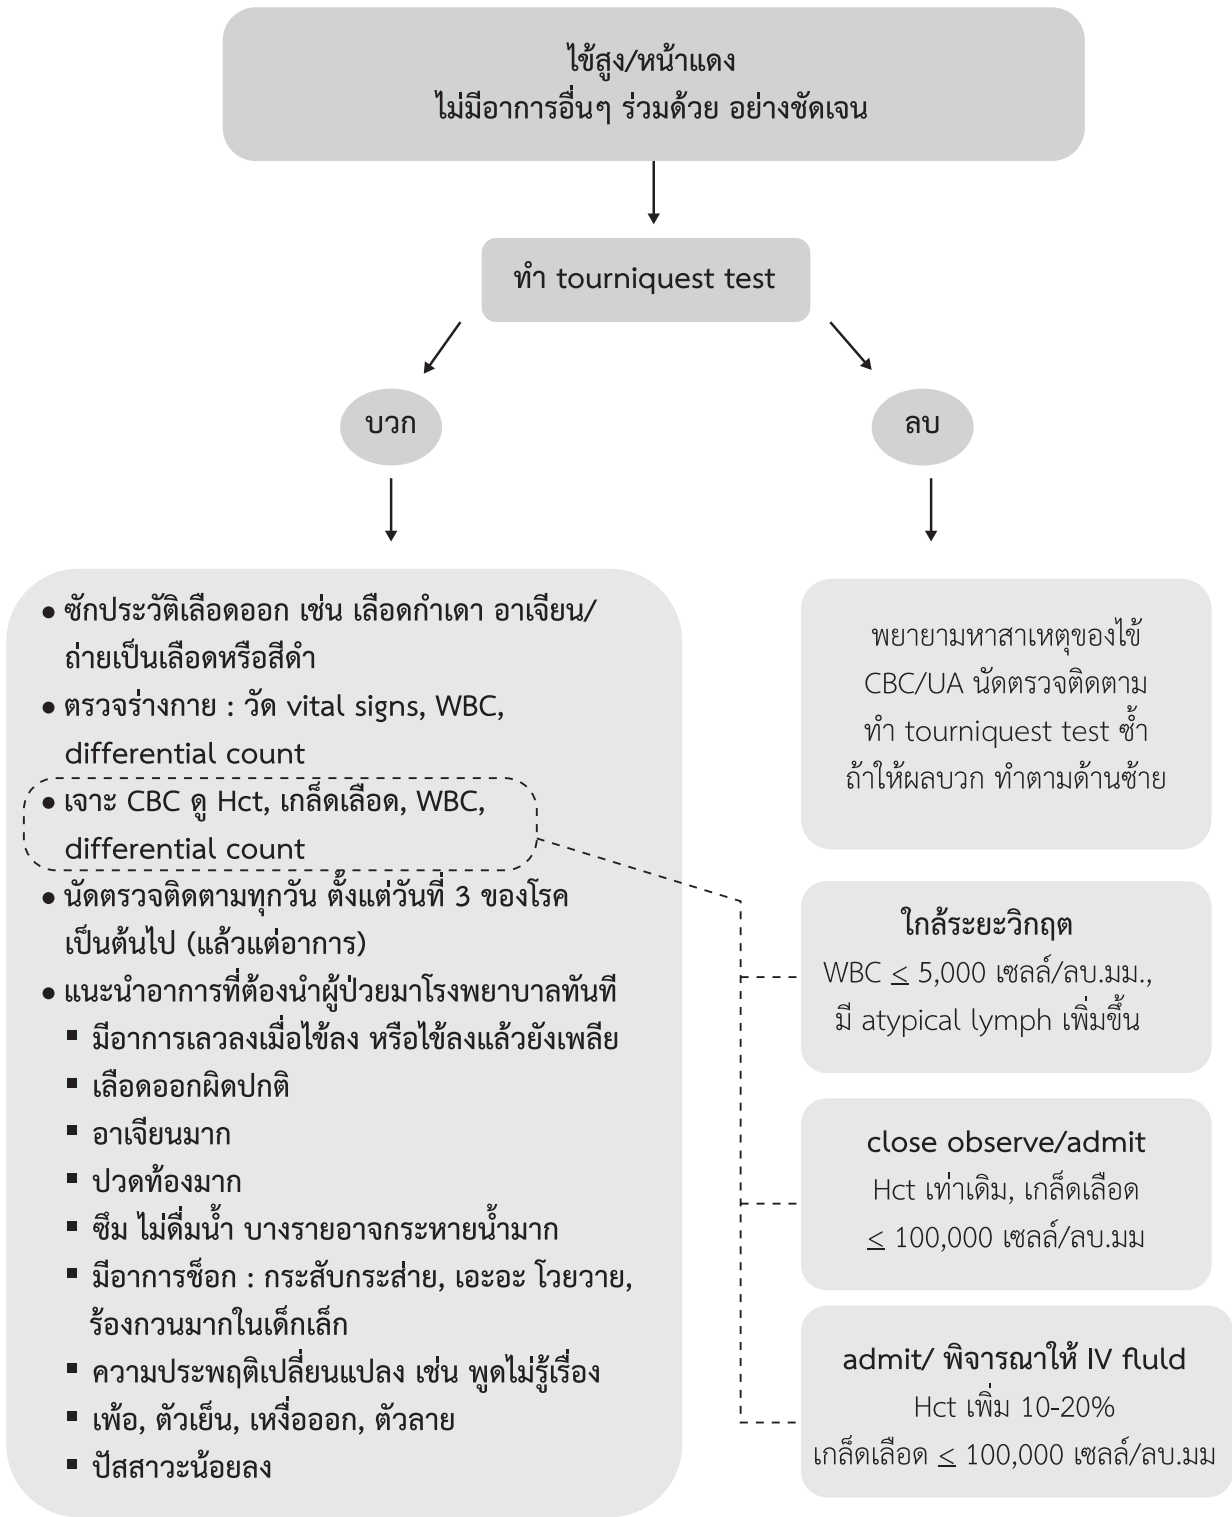 ไข้สูง/หน้าแดง
ไม่มีอาการอื่นๆ ร่วมด้วย อย่างชัดเจน
ทำ tourniquest test
บวก
ลบ
• ซักประวัติเลือดออก เช่น เลือดกำเดา อาเจียน/
ถ่ายเป็นเลือดหรือสีดำ
• ตรวจร่างกาย : วัด vital signs, WBC,
differential count
• เจาะ CBC ดู Hct, เกล็ดเลือด, WBC,
differential count
• นัดตรวจติดตามทุกวัน ตั้งแต่วันที่ 3 ของโรค
เป็นต้นไป (แล้วแต่อาการ)
• แนะนำอาการที่ต้องนำผู้ป่วยมาโรงพยาบาลทันที
▪ มีอาการเลวลงเมื่อไข้ลง หรือไข้ลงแล้วยังเพลีย
▪ เลือดออกผิดปกติ
▪ อาเจียนมาก
▪ ปวดท้องมาก
▪ ซึม ไม่ดื่มน้ำ บางรายอาจกระหายน้ำมาก
▪ มีอาการช็อก : กระสับกระส่าย, เอะอะ โวยวาย,
ร้องกวนมากในเด็กเล็ก
▪ ความประพฤติเปลี่ยนแปลง เช่น พูดไม่รู้เรื่อง
▪ เพ้อ, ตัวเย็น, เหงื่อออก, ตัวลาย
▪ ปัสสาวะน้อยลง
พยายามหาสาเหตุของไข้
CBC/UA นัดตรวจติดตาม
ทำ tourniquest test ซ้ำ
ถ้าให้ผลบวก ทำตามด้านซ้าย
ใกล้ระยะวิกฤต
WBC ≤ 5,000 เซลล์/ลบ.มม.,
มี atypical lymph เพิ่มขึ้น
close observe/admit
Hct เท่าเดิม, เกล็ดเลือด
≤ 100,000 เซลล์/ลบ.มม
admit/ พิจารณาให้ IV fluld
Hct เพิ่ม 10-20%
เกล็ดเลือด ≤ 100,000 เซลล์/ลบ.มม